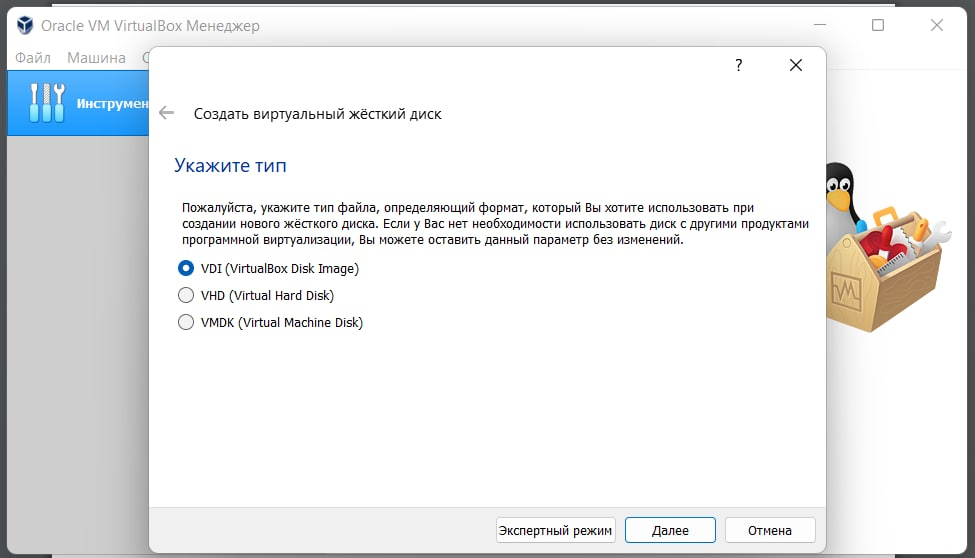 Oracle VM VirtualBox Менеджер
Файл Машина
?
Инструмен
Создать виртуальный жёсткий диск
Укажите тип
Пожалуйста, укажите тип файла, определяющий формат, который Вы хотите использовать при
создании нового жёсткого диска. Если у Вас нет необходимости использовать диск с другими продуктами
программной виртуализации, Вы можете оставить данный параметр без изменений.
VDI (VirtualBox Disk Image)
VHD (Virtual Hard Disk)
VMDK (Virtual Machine Disk)
Экспертный режим Далее Отмена